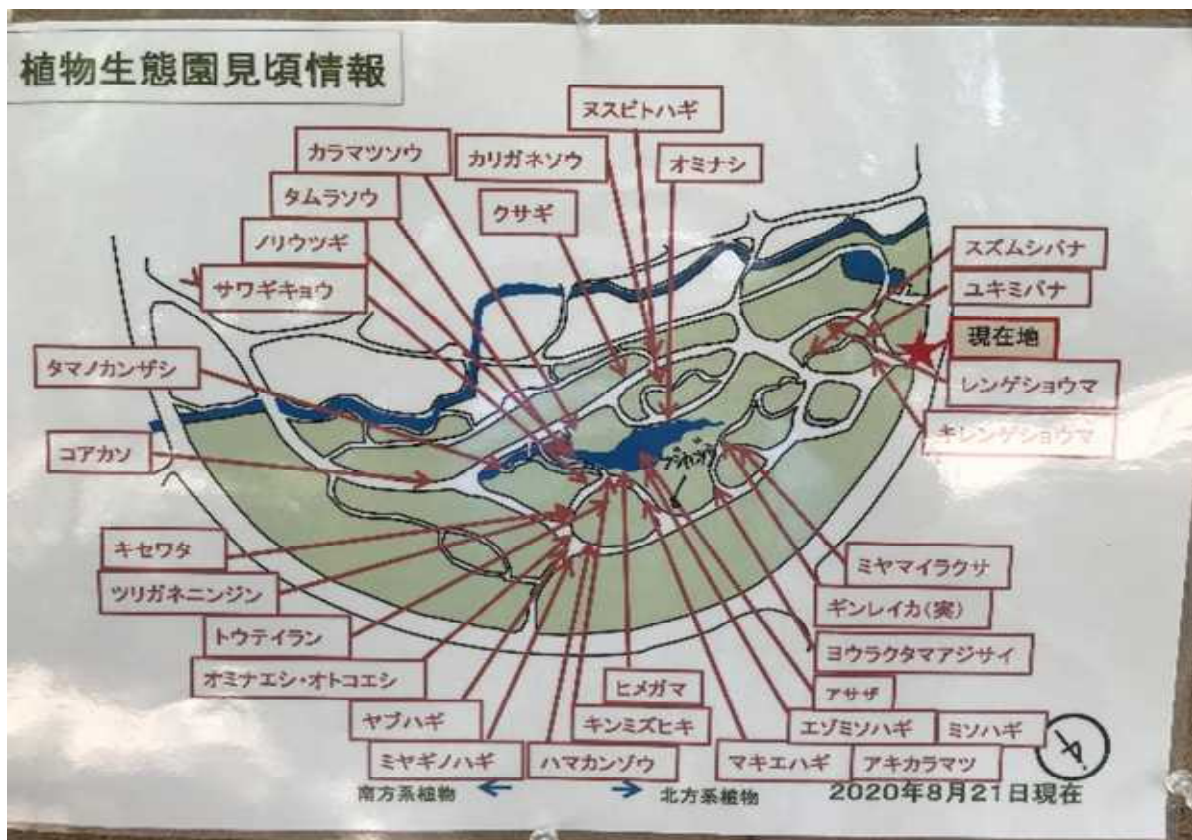 植物生態園見頃情報
ヌスビトハギ
カラマツソウ
カリガネソウ
オミナシ
タムラソウ
クサギ
ノリウツギ
スズムシバナ
サワギキョウ
ユキミバナ
現在地
タマノカンザシ
レンゲショウマ
キレンゲショウマ
コアカソ
キセワタ
ミヤマイラクサ
ツリガネニンジン
ギンレイカ(実)
トウテイラン
ヨウラクタマアジサイ
オミナエシ・オトコエシ
ヒメガマ
アサザ
ヤブハギ
キンミズヒキ
エゾミソハギ
ミソハギ
ミヤギノハギ
ハマカンゾウ
マキエハギ
アキカラマツ
南方系植物
北方系植物
2020年8月21日現在